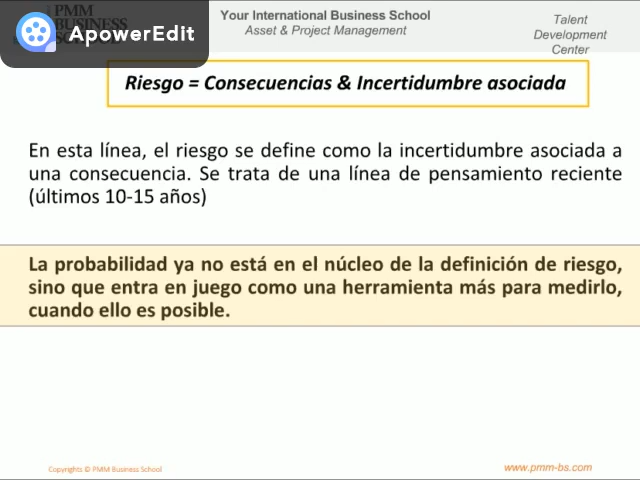 PMM
BUSINESS
SCHOOL
ApowerEdit
Your International Business School
Asset & Project Management
Talent
Development
Center
Riesgo = Consecuencias & Incertidumbre asociada
En esta línea, el riesgo se define como la incertidumbre asociada a
una consecuencia. Se trata de una línea de pensamiento reciente
(últimos 10-15 años)
La probabilidad ya no está en el núcleo de la definición de riesgo,
sino que entra en juego como una herramienta más para medirlo,
cuando ello es posible.
Copyrights © PMM Business School
www.pmm-bs.com